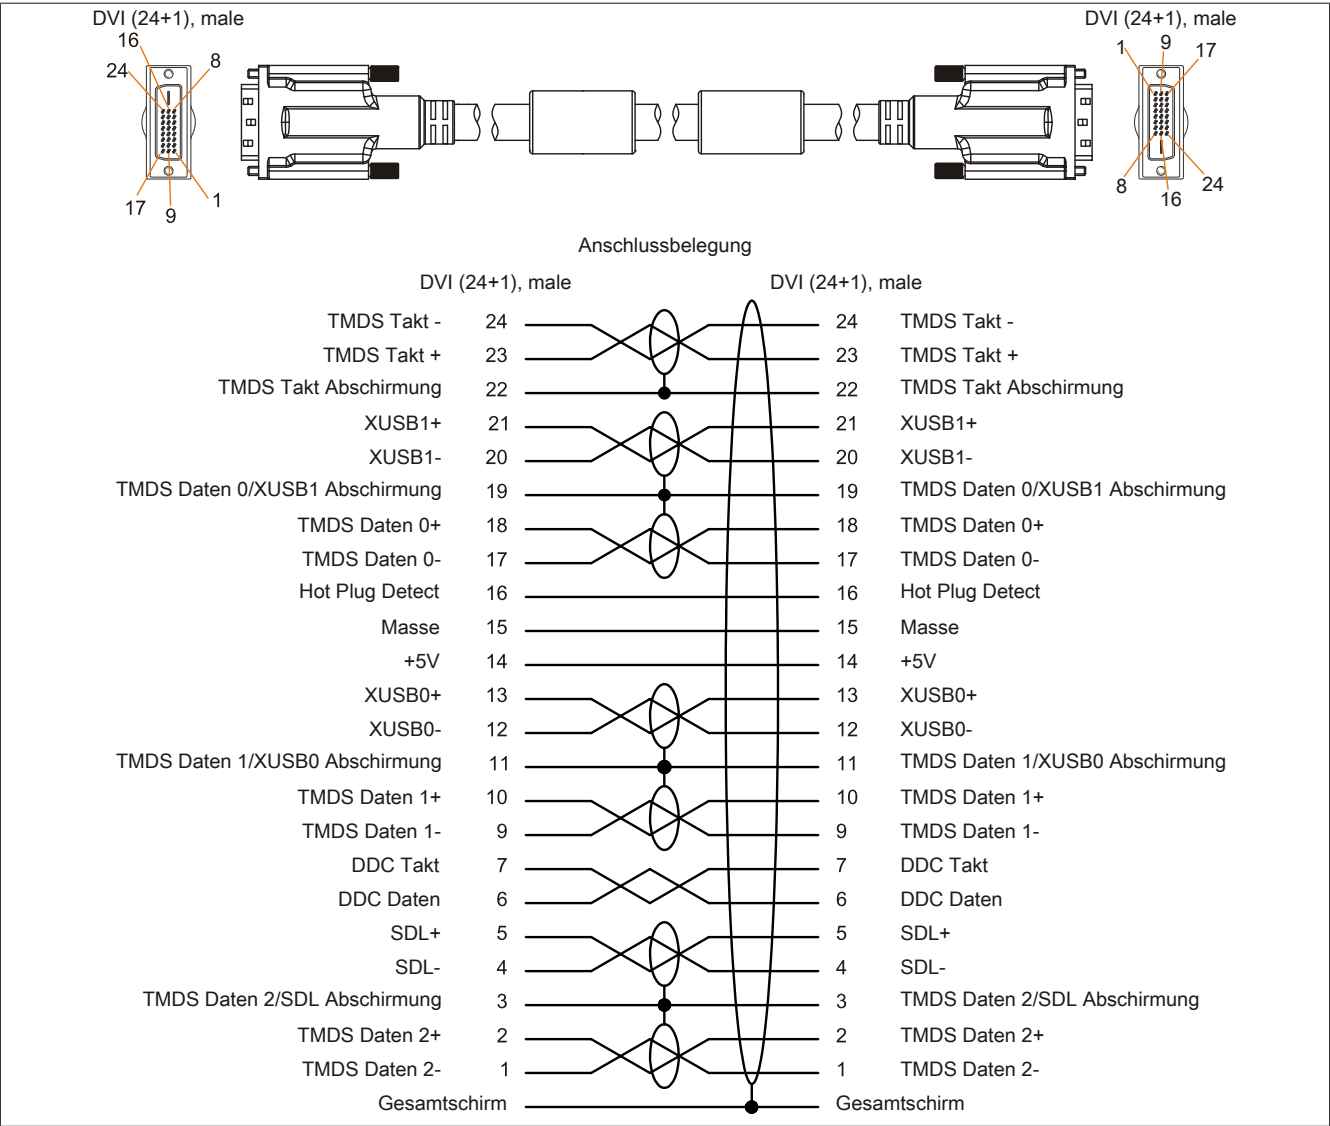 DVI (24+1), male DVI (24+1), male
16 9
24 8 1 17
17 9 1 8 16 24
Anschlussbelegung
DVI (24+1), male DVI (24+1), male
TMDS Takt - 24 24 TMDS Takt -
TMDS Takt + 23 23 TMDS Takt +
TMDS Takt Abschirmung 22 22 TMDS Takt Abschirmung
XUSB1+ 21 21 XUSB1+
XUSB1- 20 20 XUSB1-
TMDS Daten 0/XUSB1 Abschirmung 19 19 TMDS Daten 0/XUSB1 Abschirmung
TMDS Daten 0+ 18 18 TMDS Daten 0+
TMDS Daten 0- 17 17 TMDS Daten 0-
Hot Plug Detect 16 16 Hot Plug Detect
Masse 15 15 Masse
+5V 14 14 +5V
XUSB0+ 13 13 XUSB0+
XUSB0- 12 12 XUSB0-
TMDS Daten 1/XUSB0 Abschirmung 11 11 TMDS Daten 1/XUSB0 Abschirmung
TMDS Daten 1+ 10 10 TMDS Daten 1+
TMDS Daten 1- 9 9 TMDS Daten 1-
DDC Takt 7 7 DDC Takt
DDC Daten 6 6 DDC Daten
SDL+ 5 5 SDL+
SDL- 4 4 SDL-
TMDS Daten 2/SDL Abschirmung 3 3 TMDS Daten 2/SDL Abschirmung
TMDS Daten 2+ 2 2 TMDS Daten 2+
TMDS Daten 2- 1 1 TMDS Daten 2-
Gesamtschirm Gesamtschirm